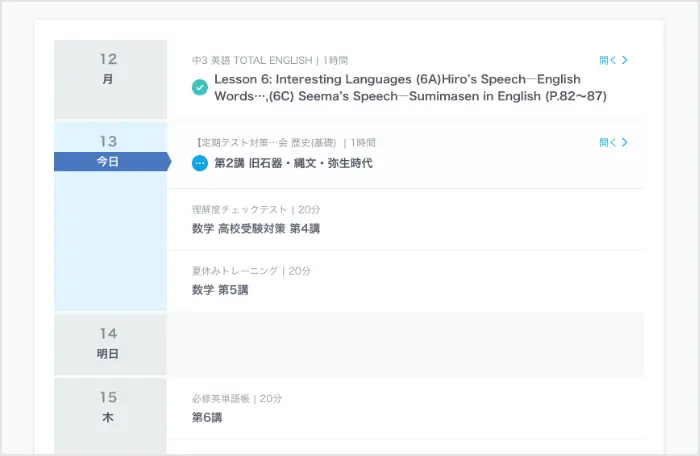 12
月
中3 英語 TOTAL ENGLISH | 1時間
開く
Lesson 6: Interesting Languages (6A)Hiro's Speech—English
Words…,(6C) Seema's Speech—Sumimasen in English (P.82〜87)
13
今日
【定期テスト対策…会 歴史(基礎) | 1時間
開く
第2講 旧石器・縄文・弥生時代
理解度チェックテスト | 20分
数学 高校受験対策 第4講
夏休みトレーニング | 20分
数学 第5講
14
明日
15
木
必修英単語帳 | 20分
第6講